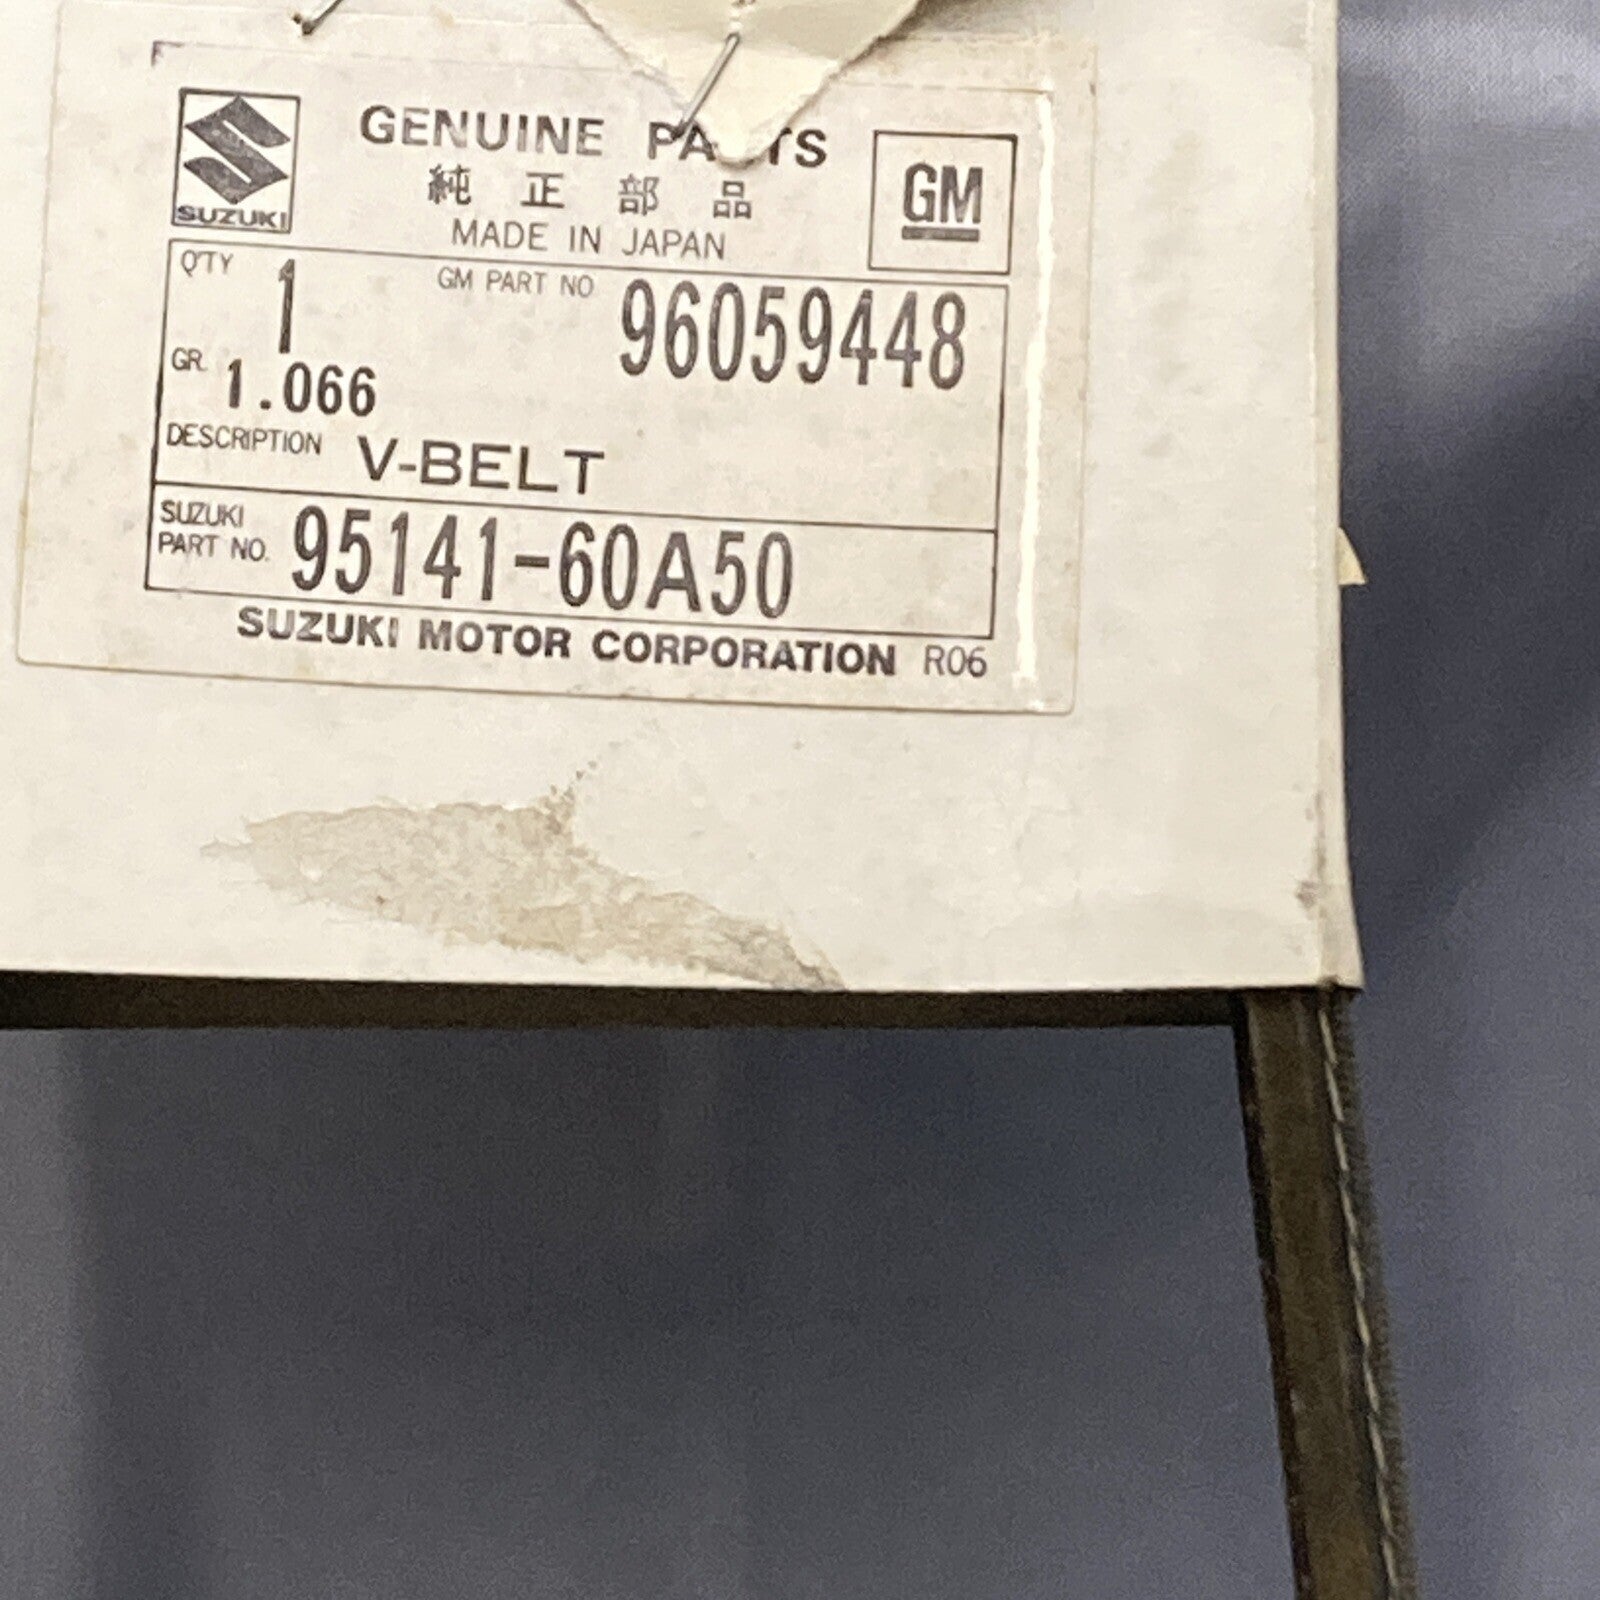 SUZUKI
GENUINE PARTS
純正部品
MADE IN JAPAN
GM
Q'TY 1
GM PART NO 96059448
GR. 1.066
DESCRIPTION V-BELT
SUZUKI PART NO. 95141-60A50
SUZUKI MOTOR CORPORATION R06